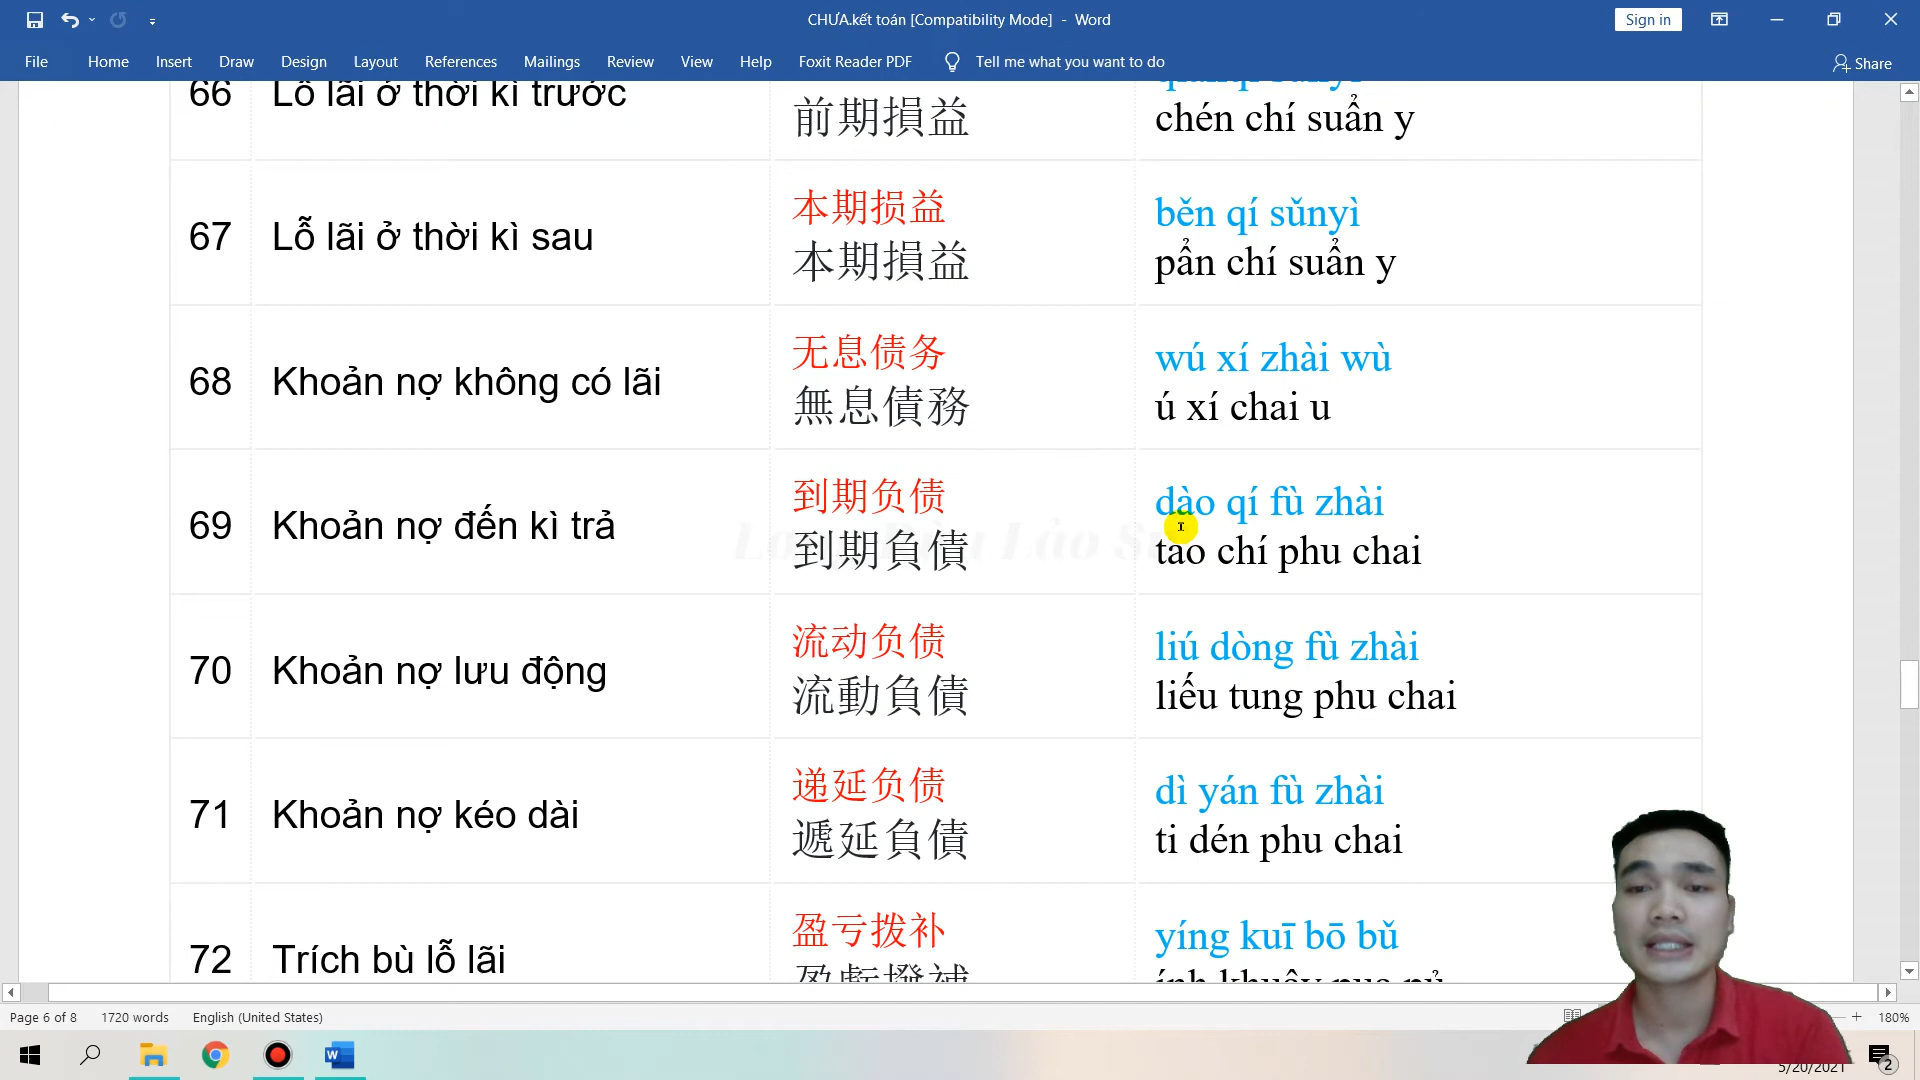 CHƯA.kết toán [Compatibility Mode] - Word
Sign in
File Home Insert Draw Design Layout References Mailings Review View Help Foxit Reader PDF Tell me what you want to do Share
66 Lỗ lãi ở thời kì trước
前期損益
chén chí suẩn y
67 Lỗ lãi ở thời kì sau
本期损益
本期損益
běn qí sǔnyì
pẩn chí suẩn y
68 Khoản nợ không có lãi
无息债务
無息債務
wú xí zhài wù
ú xí chai u
69 Khoản nợ đến kì trả
到期负债
到期負債
dào qí fù zhài
tao chí phu chai
70 Khoản nợ lưu động
流动负债
流動負債
liú dòng fù zhài
liếu tung phu chai
71 Khoản nợ kéo dài
递延负债
遞延負債
dì yán fù zhài
ti dén phu chai
72 Trích bù lỗ lãi
盈亏拨补
盈虧撥補
yíng kuī bō bǔ
Page 6 of 8 1720 words English (United States)
180%
5/20/2021
2